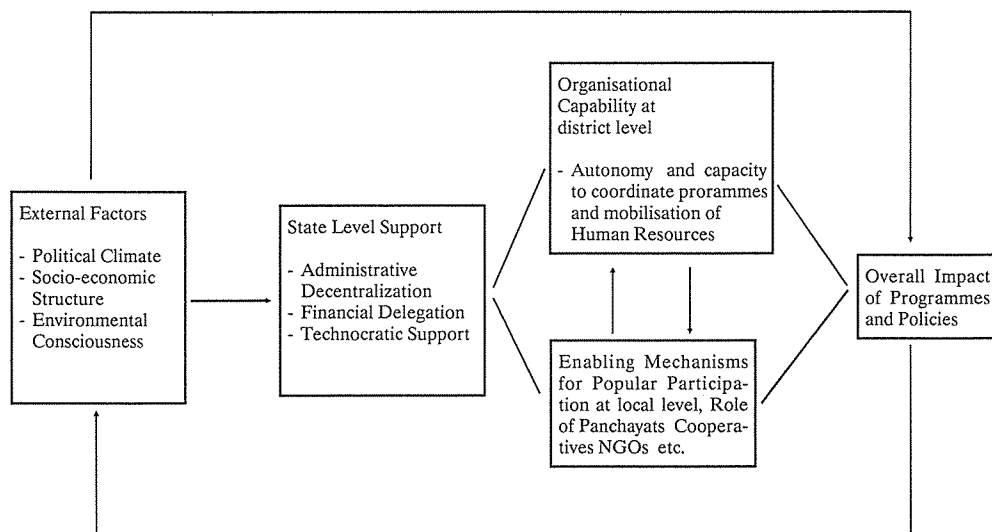 External Factors
- Political Climate
- Socio-economic
Structure
- Environmental
Consciousness
State Level Support
- Administrative
Decentralization
- Financial Delegation
- Technocratic Support
Organisational
Capability at
district level
- Autonomy and capacity
to coordinate prorammes
and mobilisation of
Human Resources
Enabling Mechanisms
for Popular Participa-
tion at local level, Role
of Panchayats Coopera-
tives NGOs etc.
Overall Impact
of Programmes
and Policies